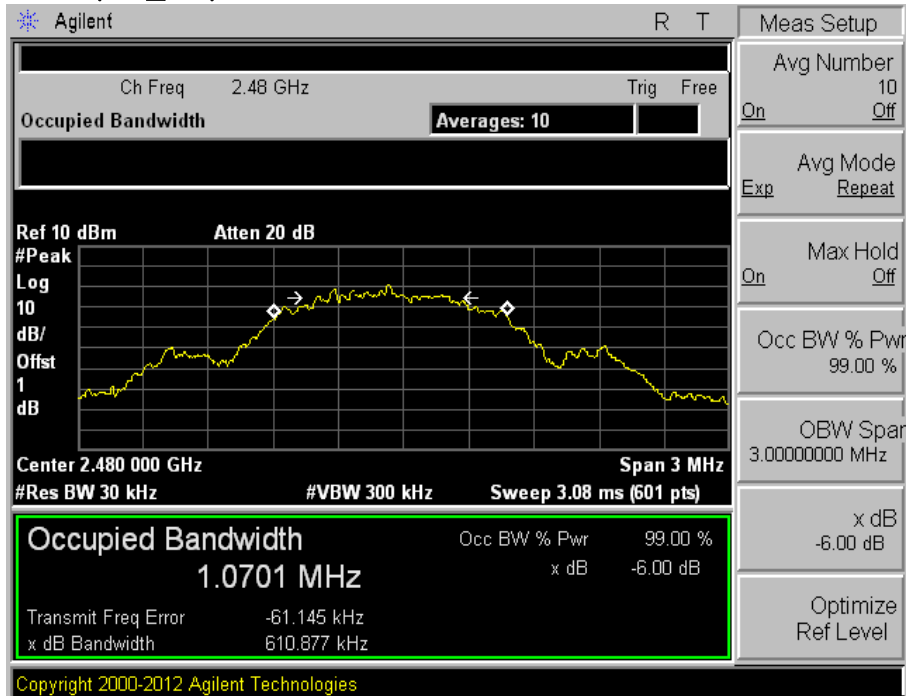 Agilent R T
Ch Freq 2.48 GHz Trig Free
Occupied Bandwidth Averages: 10
Ref 10 dBm Atten 20 dB
#Peak
Log
10
dB/
Offst
1
dB
Center 2.480 000 GHz Span 3 MHz
#Res BW 30 kHz #VBW 300 kHz Sweep 3.08 ms (601 pts)
Occupied Bandwidth Occ BW % Pwr 99.00 %
1.0701 MHz x dB -6.00 dB
Transmit Freq Error -61.145 kHz
x dB Bandwidth 610.877 kHz
Copyright 2000-2012 Agilent Technologies
Meas Setup
Avg Number
10
On Off
Avg Mode
Exp Repeat
Max Hold
On Off
Occ BW % Pwr
99.00 %
OBW Span
3.00000000 MHz
x dB
-6.00 dB
Optimize
Ref Level